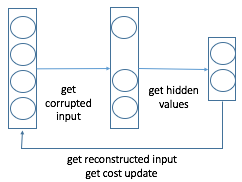 get
corrupted
input
get hidden
values
get reconstructed input
get cost update